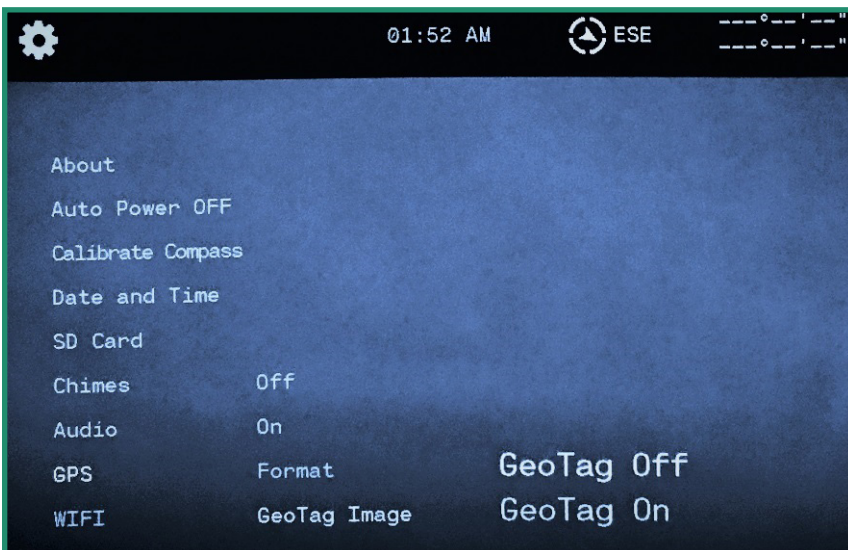 01:52 AM ESE ---°--'--"
---°--'--"
About
Auto Power OFF
Calibrate Compass
Date and Time
SD Card
Chimes Off
Audio On
GPS Format GeoTag Off
WIFI GeoTag Image GeoTag On